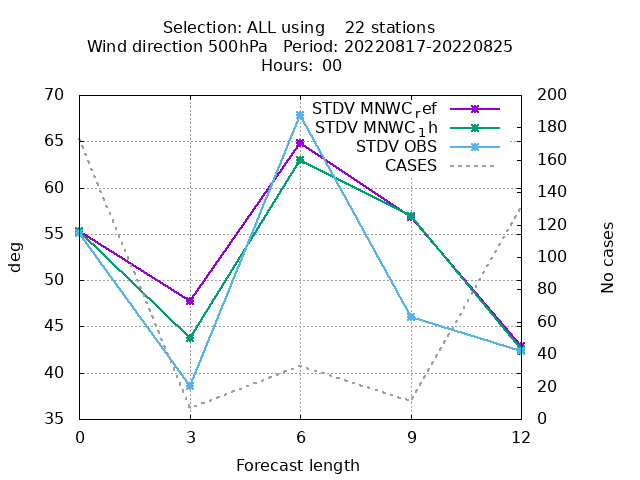 Selection: ALL using    22 stations
Wind direction 500hPa   Period: 20220817-20220825
Hours: 00
STDV MNWCref
STDV MNWC1h
STDV OBS
CASES
70
65
60
55
50
45
40
35
200
180
160
140
120
100
80
60
40
20
0
deg
No cases
0 3 6 9 12
Forecast length